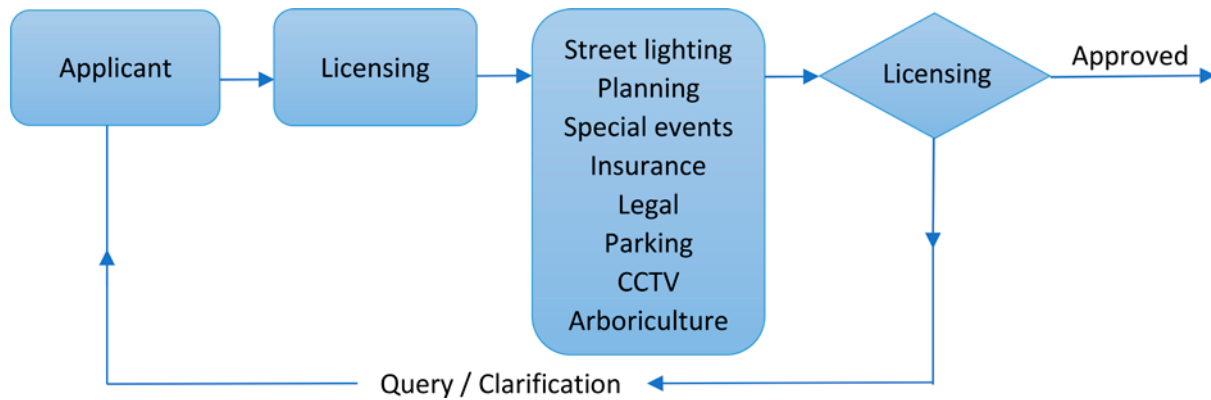 Applicant
Licensing
Street lighting
Planning
Special events
Insurance
Legal
Parking
CCTV
Arboriculture
Licensing
Approved
Query / Clarification